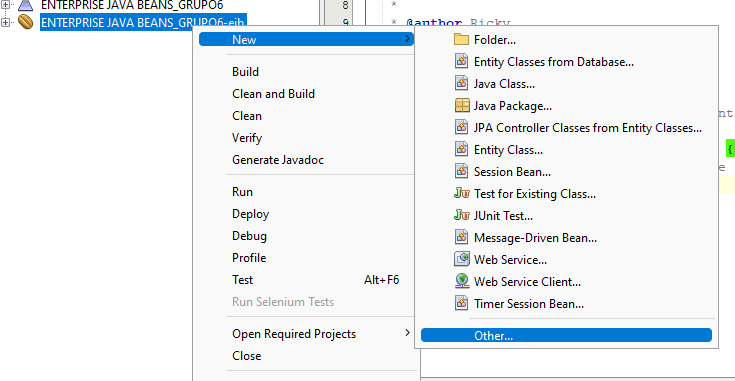 ENTERPRISE JAVA BEANS_GRUPO6
ENTERPRISE JAVA BEANS_GRUPO6-ejb
8 *
9 * @author Ricky
New
Build
Clean and Build
Clean
Verify
Generate Javadoc
Run
Deploy
Debug
Profile
Test Alt+F6
Run Selenium Tests
Open Required Projects
Close
Folder...
Entity Classes from Database...
Java Class...
Java Package...
JPA Controller Classes from Entity Classes...
Entity Class...
Session Bean...
Test for Existing Class...
JUnit Test...
Message-Driven Bean...
Web Service...
Web Service Client...
Timer Session Bean...
Other...
nt
{
e